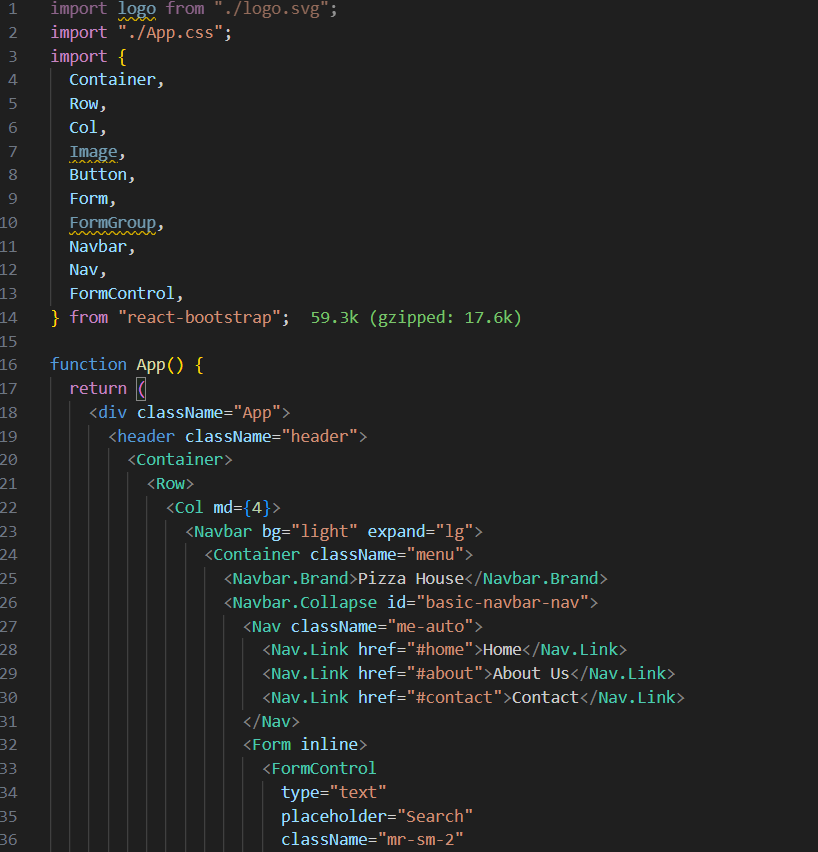 1 import logo from "./logo.svg";
2 import "./App.css";
3 import {
4   Container,
5   Row,
6   Col,
7   Image,
8   Button,
9   Form,
10   FormGroup,
11   Navbar,
12   Nav,
13   FormControl,
14 } from "react-bootstrap";  59.3k (gzipped: 17.6k)
15
16 function App() {
17   return (
18     <div className="App">
19       <header className="header">
20         <Container>
21           <Row>
22             <Col md={4}>
23               <Navbar bg="light" expand="lg">
24                 <Container className="menu">
25                   <Navbar.Brand>Pizza House</Navbar.Brand>
26                   <Navbar.Collapse id="basic-navbar-nav">
27                     <Nav className="me-auto">
28                       <Nav.Link href="#home">Home</Nav.Link>
29                       <Nav.Link href="#about">About Us</Nav.Link>
30                       <Nav.Link href="#contact">Contact</Nav.Link>
31                     </Nav>
32                     <Form inline>
33                       <FormControl
34                         type="text"
35                         placeholder="Search"
36                         className="mr-sm-2"